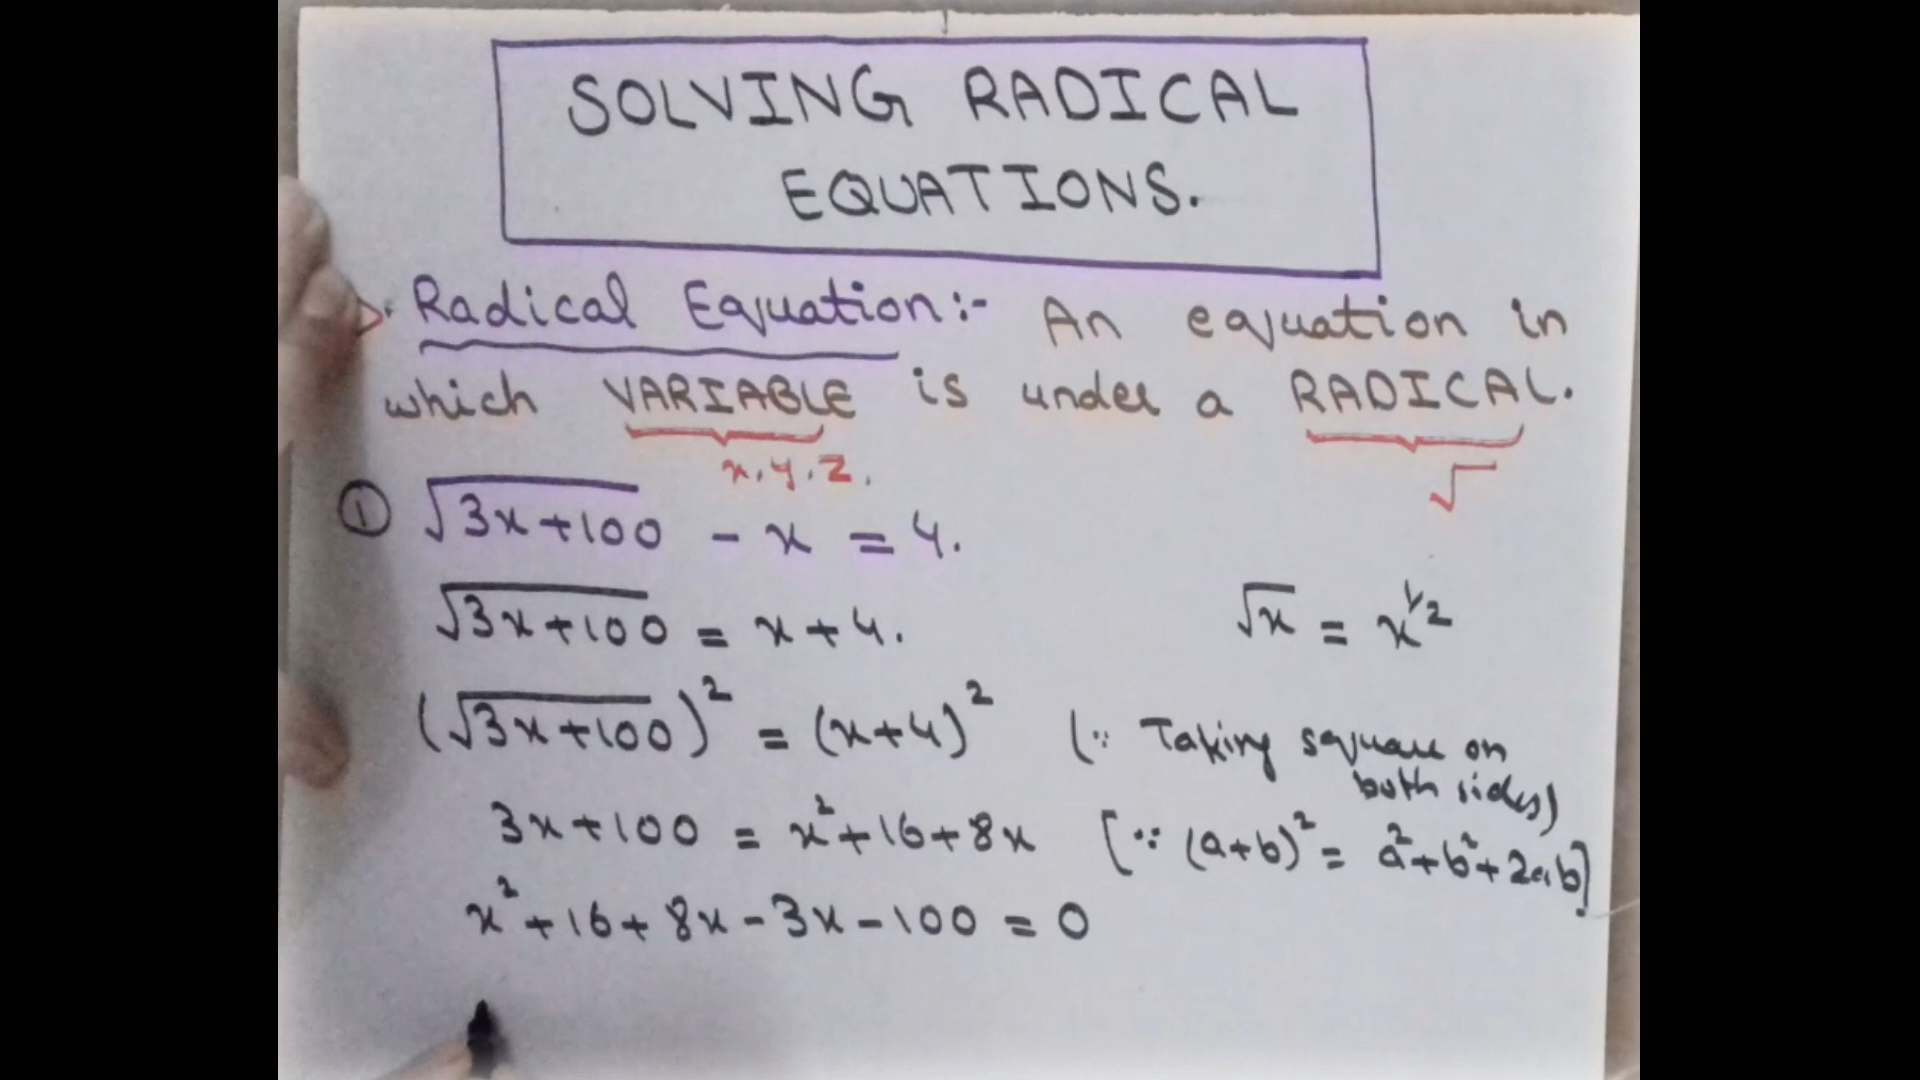 SOLVING RADICAL
EQUATIONS.
Radical Equation:- An equation in
which VARIABLE is under a RADICAL.
x, y, z, √
① √(3x+100) - x = 4.
√(3x+100) = x+4. √x = x^1/2
(√(3x+100))² = (x+4)² (∵ Taking square on
both sides)
3x+100 = x²+16+8x [∵ (a+b)² = a²+b²+2ab]
x²+16+8x-3x-100 = 0